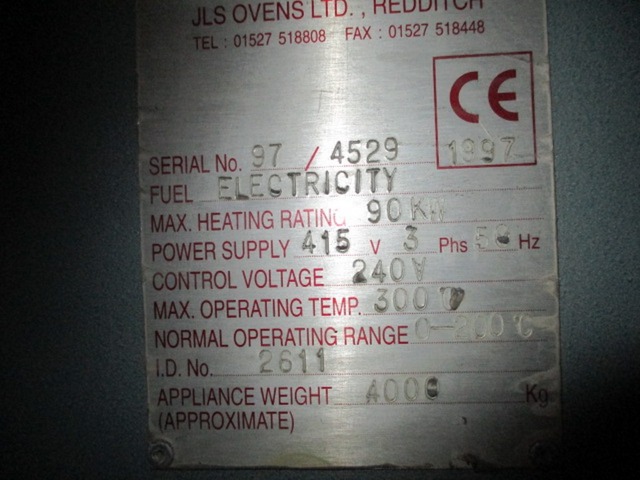 JLS OVENS LTD., REDDITCH
TEL : 01527 518808 FAX : 01527 518448
CE
1997
SERIAL No. 97 / 4529
FUEL ELECTRICITY
MAX. HEATING RATING 90
POWER SUPPLY 415 V 3 Phs Hz
CONTROL VOLTAGE 240V
MAX. OPERATING TEMP. 300
NORMAL OPERATING RANGE
I.D. No. 2611
APPLIANCE WEIGHT Kg
(APPROXIMATE)